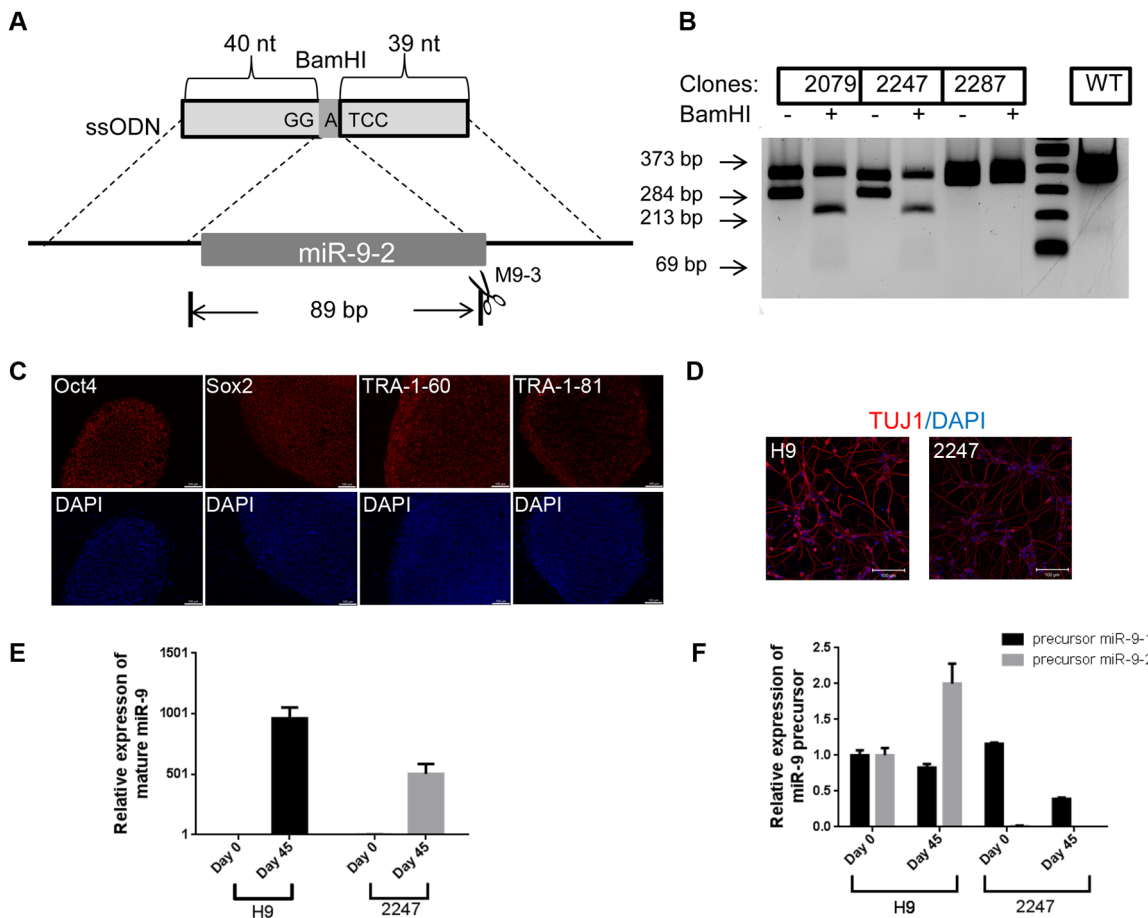 A
40 nt
BamHI
39 nt
ssODN
GG A TCC
miR-9-2
M9-3
89 bp
B
Clones: 2079 2247 2287 WT
BamHI - + - + - +
373 bp
284 bp
213 bp
69 bp
C
Oct4 Sox2 TRA-1-60 TRA-1-81
DAPI DAPI DAPI DAPI
D
TUJ1/DAPI
H9 2247
100 µm 100 µm
E
Relative expresson of
mature miR-9
1501
1001
501
1
Day 0 Day 45 Day 0 Day 45
H9 2247
F
precursor miR-9-1
precursor miR-9-2
Relative expression of
miR-9 precursor
2.5
2.0
1.5
1.0
0.5
0.0
Day 0 Day 45 Day 0 Day 45
H9 2247